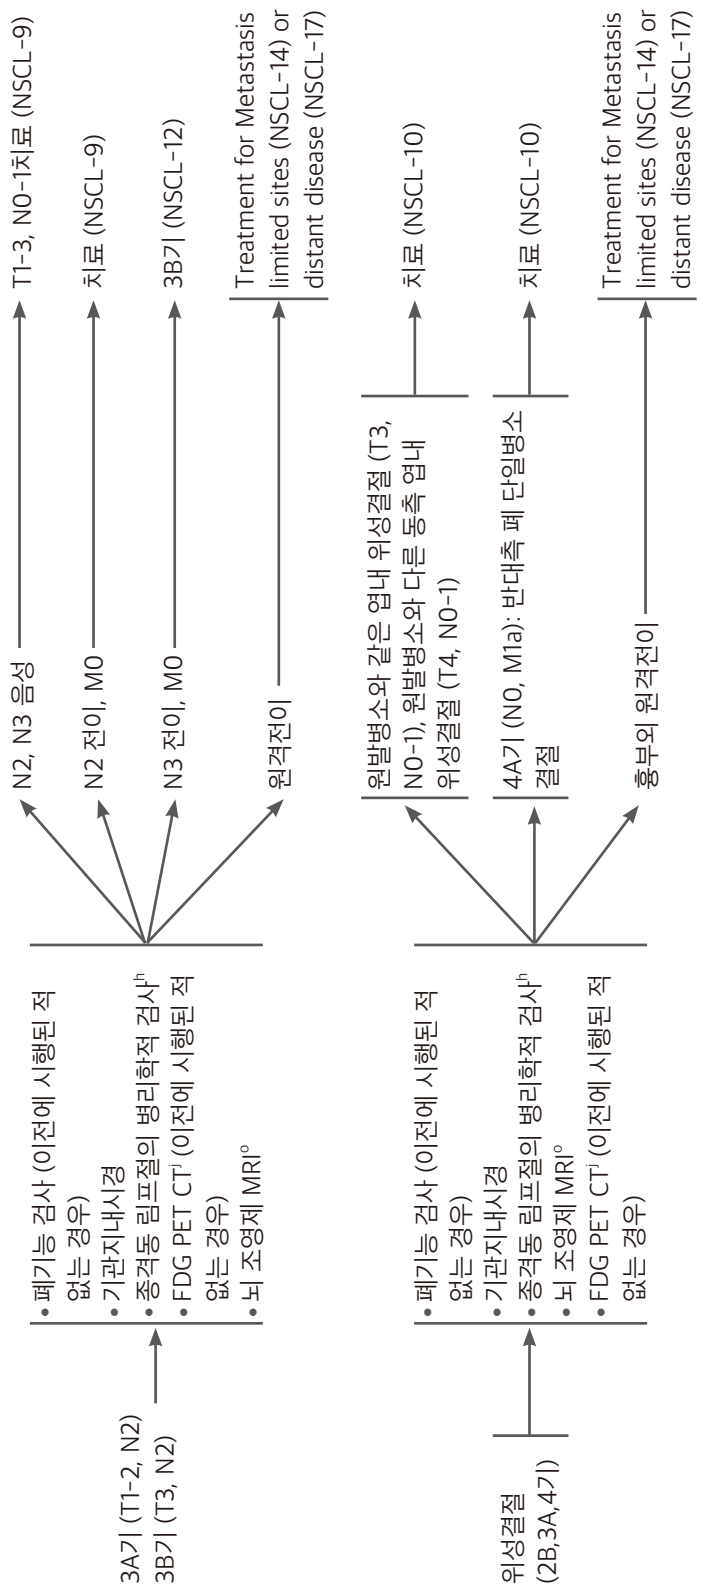 3A기 (T1-2, N2)
3B기 (T3, N2)
• 폐기능 검사 (이전에 시행된 적
없는 경우)
• 기관지내시경
• 종격동 림프절의 병리학적 검사h
• FDG PET CTj (이전에 시행된 적
없는 경우)
• 뇌 조영제 MRIo
N2, N3 음성
T1-3, N0-1치료 (NSCL-9)
N2 전이, M0
치료 (NSCL-9)
N3 전이, M0
3B기 (NSCL-12)
원격전이
Treatment for Metastasis
limited sites (NSCL-14) or
distant disease (NSCL-17)
위성결절
(2B,3A,4기)
• 폐기능 검사 (이전에 시행된 적
없는 경우)
• 기관지내시경
• 종격동 림프절의 병리학적 검사h
• 뇌 조영제 MRIo
• FDG PET CTj (이전에 시행된 적
없는 경우)
원발병소와 같은 엽내 위성결절 (T3,
N0-1), 원발병소와 다른 동측 엽내
위성결절 (T4, N0-1)
치료 (NSCL-10)
4A기 (N0, M1a): 반대측 폐 단일병소
결절
치료 (NSCL-10)
흉부외 원격전이
Treatment for Metastasis
limited sites (NSCL-14) or
distant disease (NSCL-17)